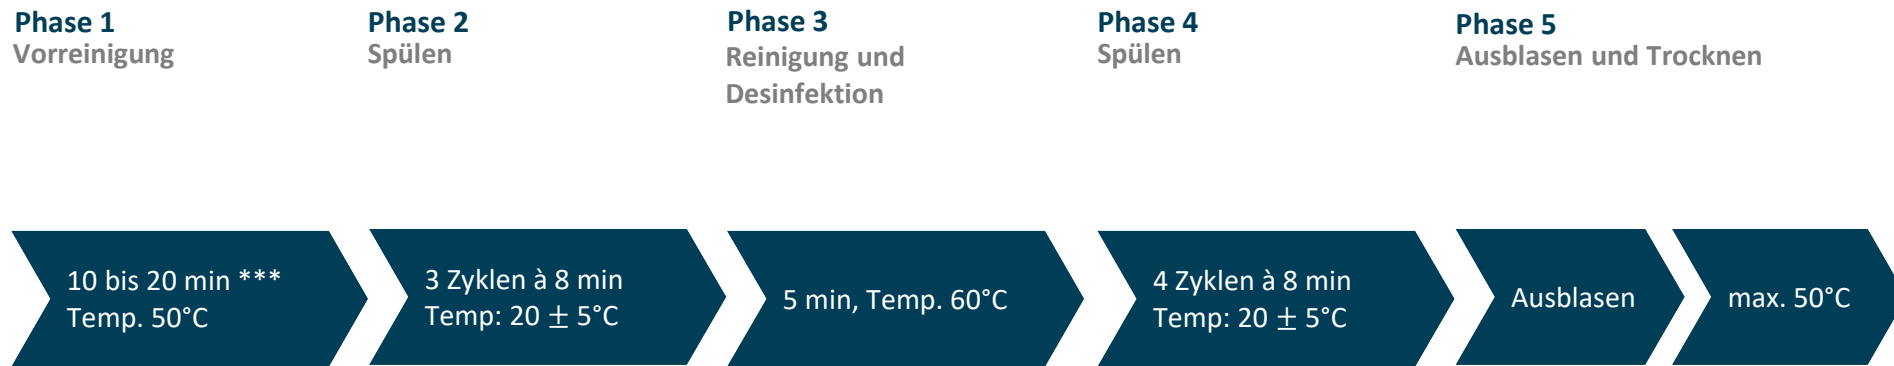 Phase 1
Vorreinigung
Phase 2
Spülen
Phase 3
Reinigung und
Desinfektion
Phase 4
Spülen
Phase 5
Ausblasen und Trocknen
10 bis 20 min ***
Temp. 50°C
3 Zyklen à 8 min
Temp: 20 ± 5°C
5 min, Temp. 60°C
4 Zyklen à 8 min
Temp: 20 ± 5°C
Ausblasen
max. 50°C